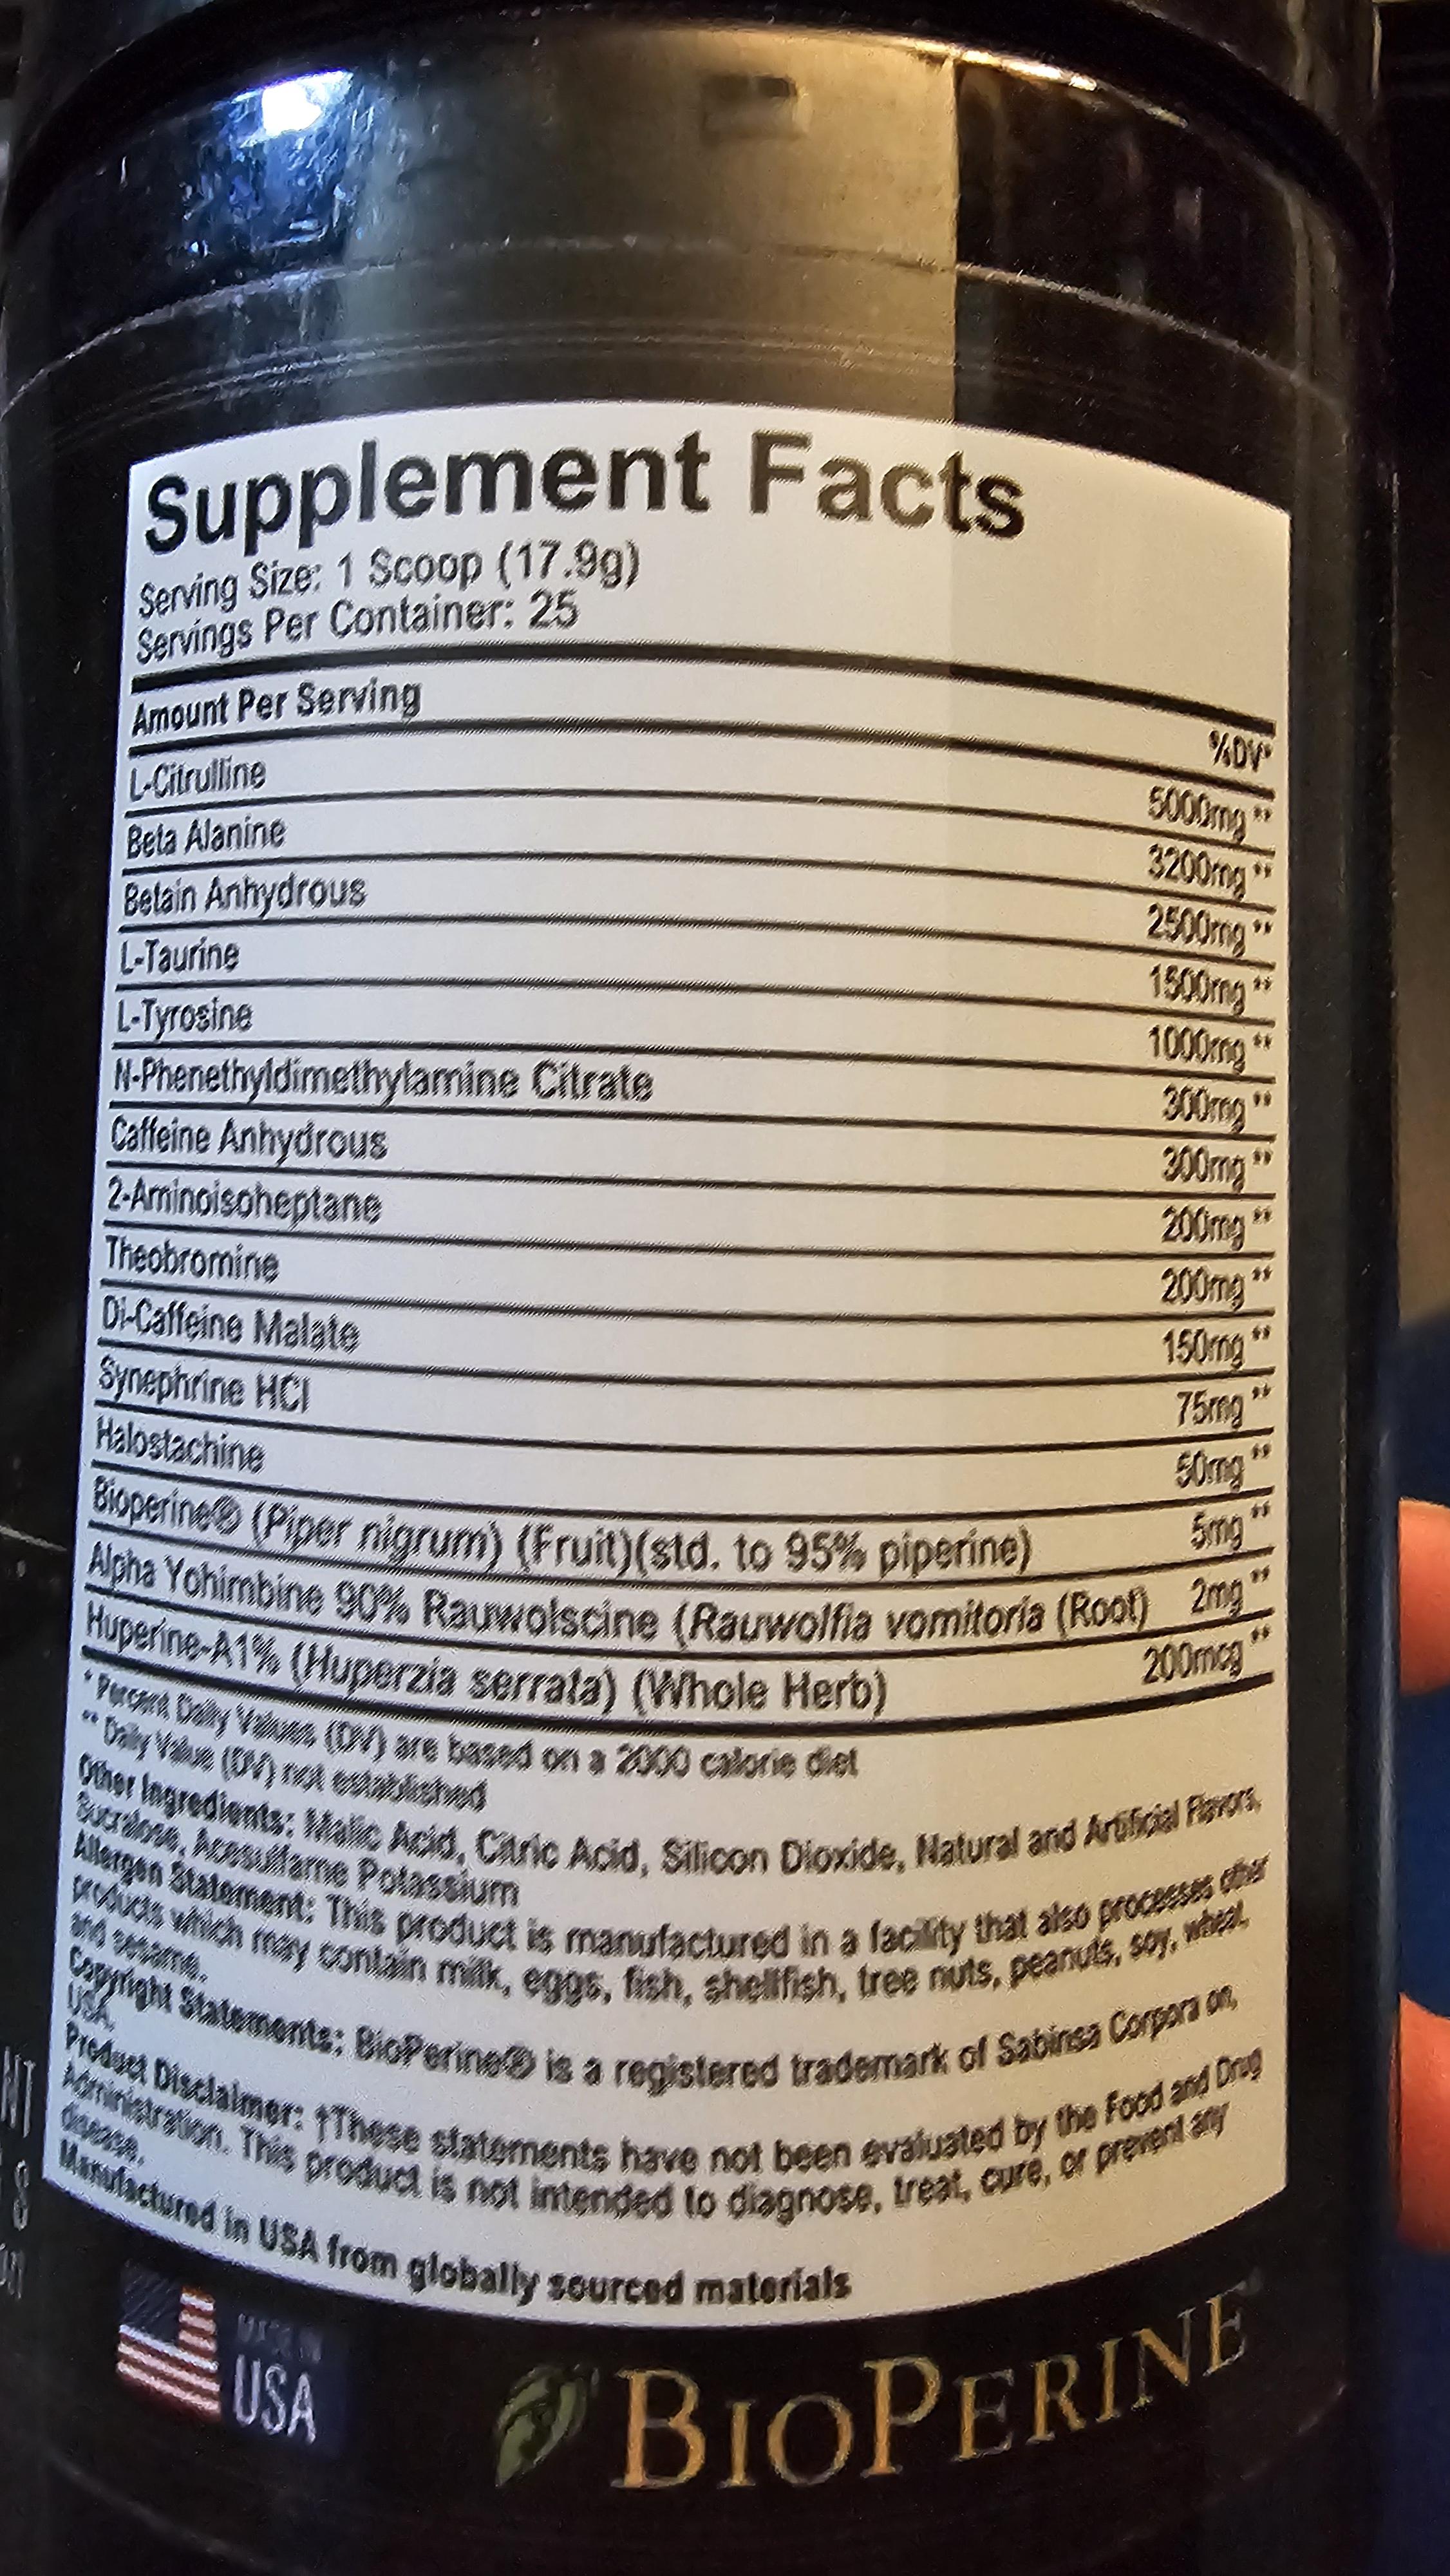 Supplement Facts
Serving Size: 1 Scoop (17.9g)
Servings Per Container: 25
Amount Per Serving %DV*
L-Citrulline 5000mg **
Beta Alanine 3200mg **
Betain Anhydrous 2500mg **
L-Taurine 1500mg **
L-Tyrosine 1000mg **
N-Phenethyldimethylamine Citrate 300mg **
Caffeine Anhydrous 300mg **
2-Aminoisoheptane 200mg **
Theobromine 200mg **
Di-Caffeine Malate 150mg **
Synephrine HCl 75mg **
Halostachine 50mg **
Bioperine® (Piper nigrum) (Fruit)(std. to 95% piperine) 5mg **
Alpha Yohimbine 90% Rauwolscine (Rauwolfia vomitoria (Root) 2mg **
Huperine-A1% (Huperzia serrata) (Whole Herb) 200mcg **
* Percent Daily Values (DV) are based on a 2000 calorie diet
** Daily Value (DV) not established
Other Ingredients: Malic Acid, Citric Acid, Silicon Dioxide, Natural and Artificial Flavors,
Sucralose, Acesulfame Potassium
Allergen Statement: This product is manufactured in a facility that also processes other
products which may contain milk, eggs, fish, shellfish, tree nuts, peanuts, soy, wheat,
and sesame.
Copyright Statements: BioPerine® is a registered trademark of Sabinsa Corpora on,
USA.
Product Disclaimer: †These statements have not been evaluated by the Food and Drug
Administration. This product is not intended to diagnose, treat, cure, or prevent any
disease.
Manufactured in USA from globally sourced materials
MADE IN
USA
BIOPERINE